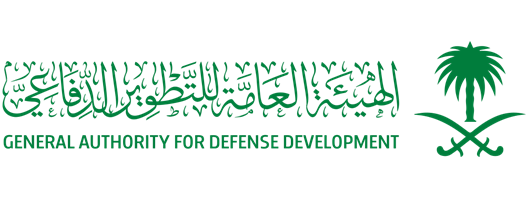 الهيئة العامة للتطوير الدفاعي
GENERAL AUTHORITY FOR DEFENSE DEVELOPMENT